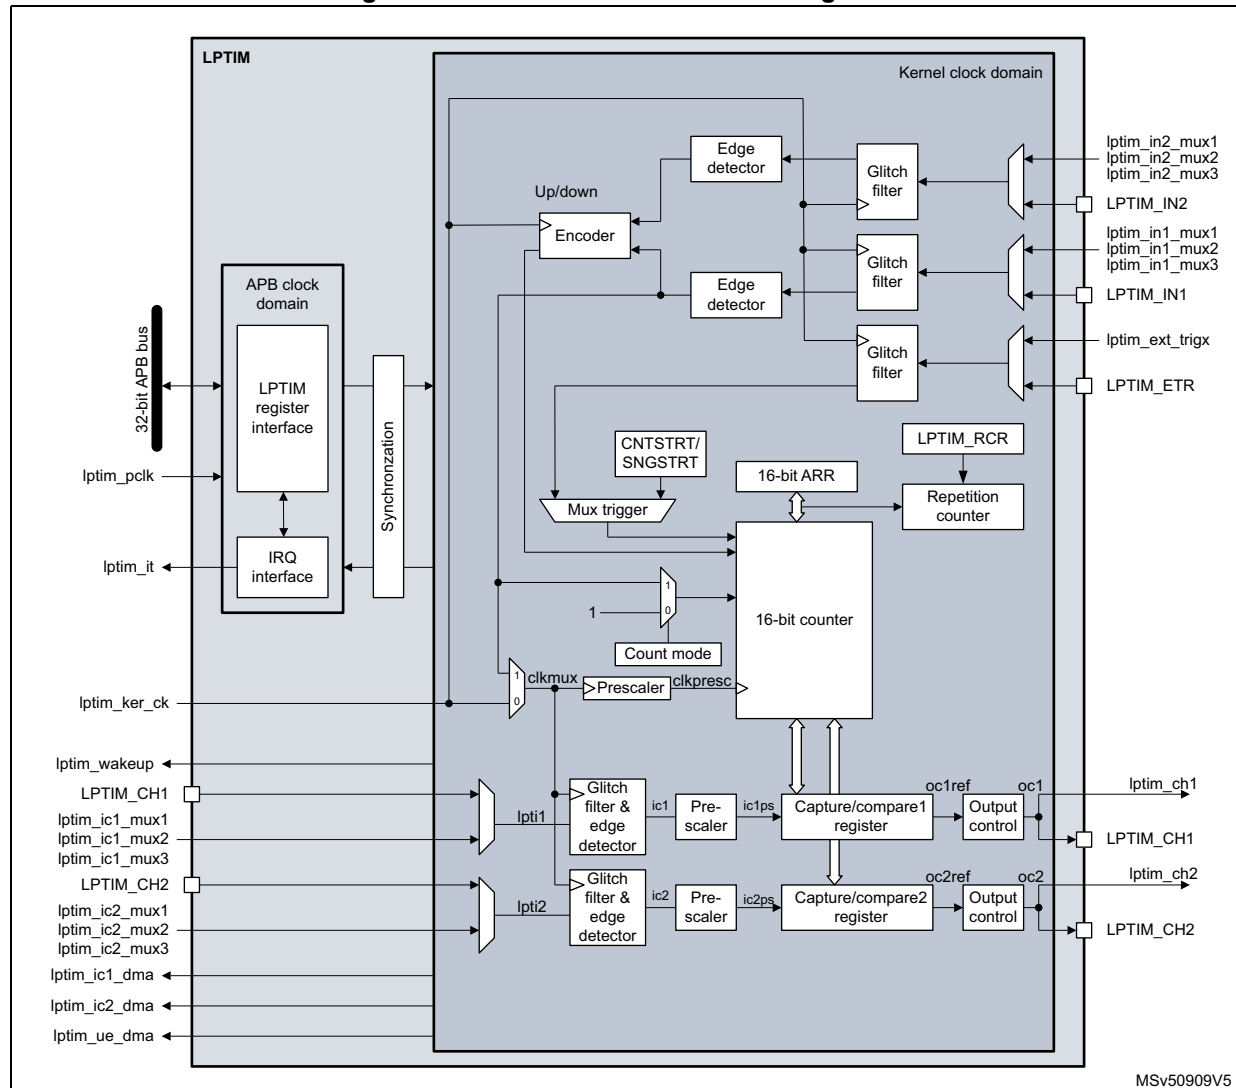 LPTIM
Kernel clock domain
lptim_in2_mux1
lptim_in2_mux2
lptim_in2_mux3
LPTIM_IN2
Edge
detector
Glitch
filter
Up/down
Encoder
lptim_in1_mux1
lptim_in1_mux2
lptim_in1_mux3
LPTIM_IN1
Edge
detector
Glitch
filter
APB clock
domain
32-bit APB bus
LPTIM
register
interface
Synchronzation
lptim_ext_trigx
LPTIM_ETR
Glitch
filter
CNTSTRT/
SNGSTRT
LPTIM_RCR
16-bit ARR
Repetition
counter
Mux trigger
lptim_pclk
lptim_it
IRQ
interface
1
0
1
Count mode
16-bit counter
1
0
clkmux
Prescaler
clkpresc
lptim_ker_ck
lptim_wakeup
LPTIM_CH1
lptim_ic1_mux1
lptim_ic1_mux2
lptim_ic1_mux3
lpti1
Glitch
filter &
edge
detector
ic1
Pre-
scaler
ic1ps
Capture/compare1
register
oc1ref
Output
control
oc1
lptim_ch1
LPTIM_CH1
LPTIM_CH2
lptim_ic2_mux1
lptim_ic2_mux2
lptim_ic2_mux3
lpti2
Glitch
filter &
edge
detector
ic2
Pre-
scaler
ic2ps
Capture/compare2
register
oc2ref
Output
control
oc2
lptim_ch2
LPTIM_CH2
lptim_ic1_dma
lptim_ic2_dma
lptim_ue_dma
MSv50909V5